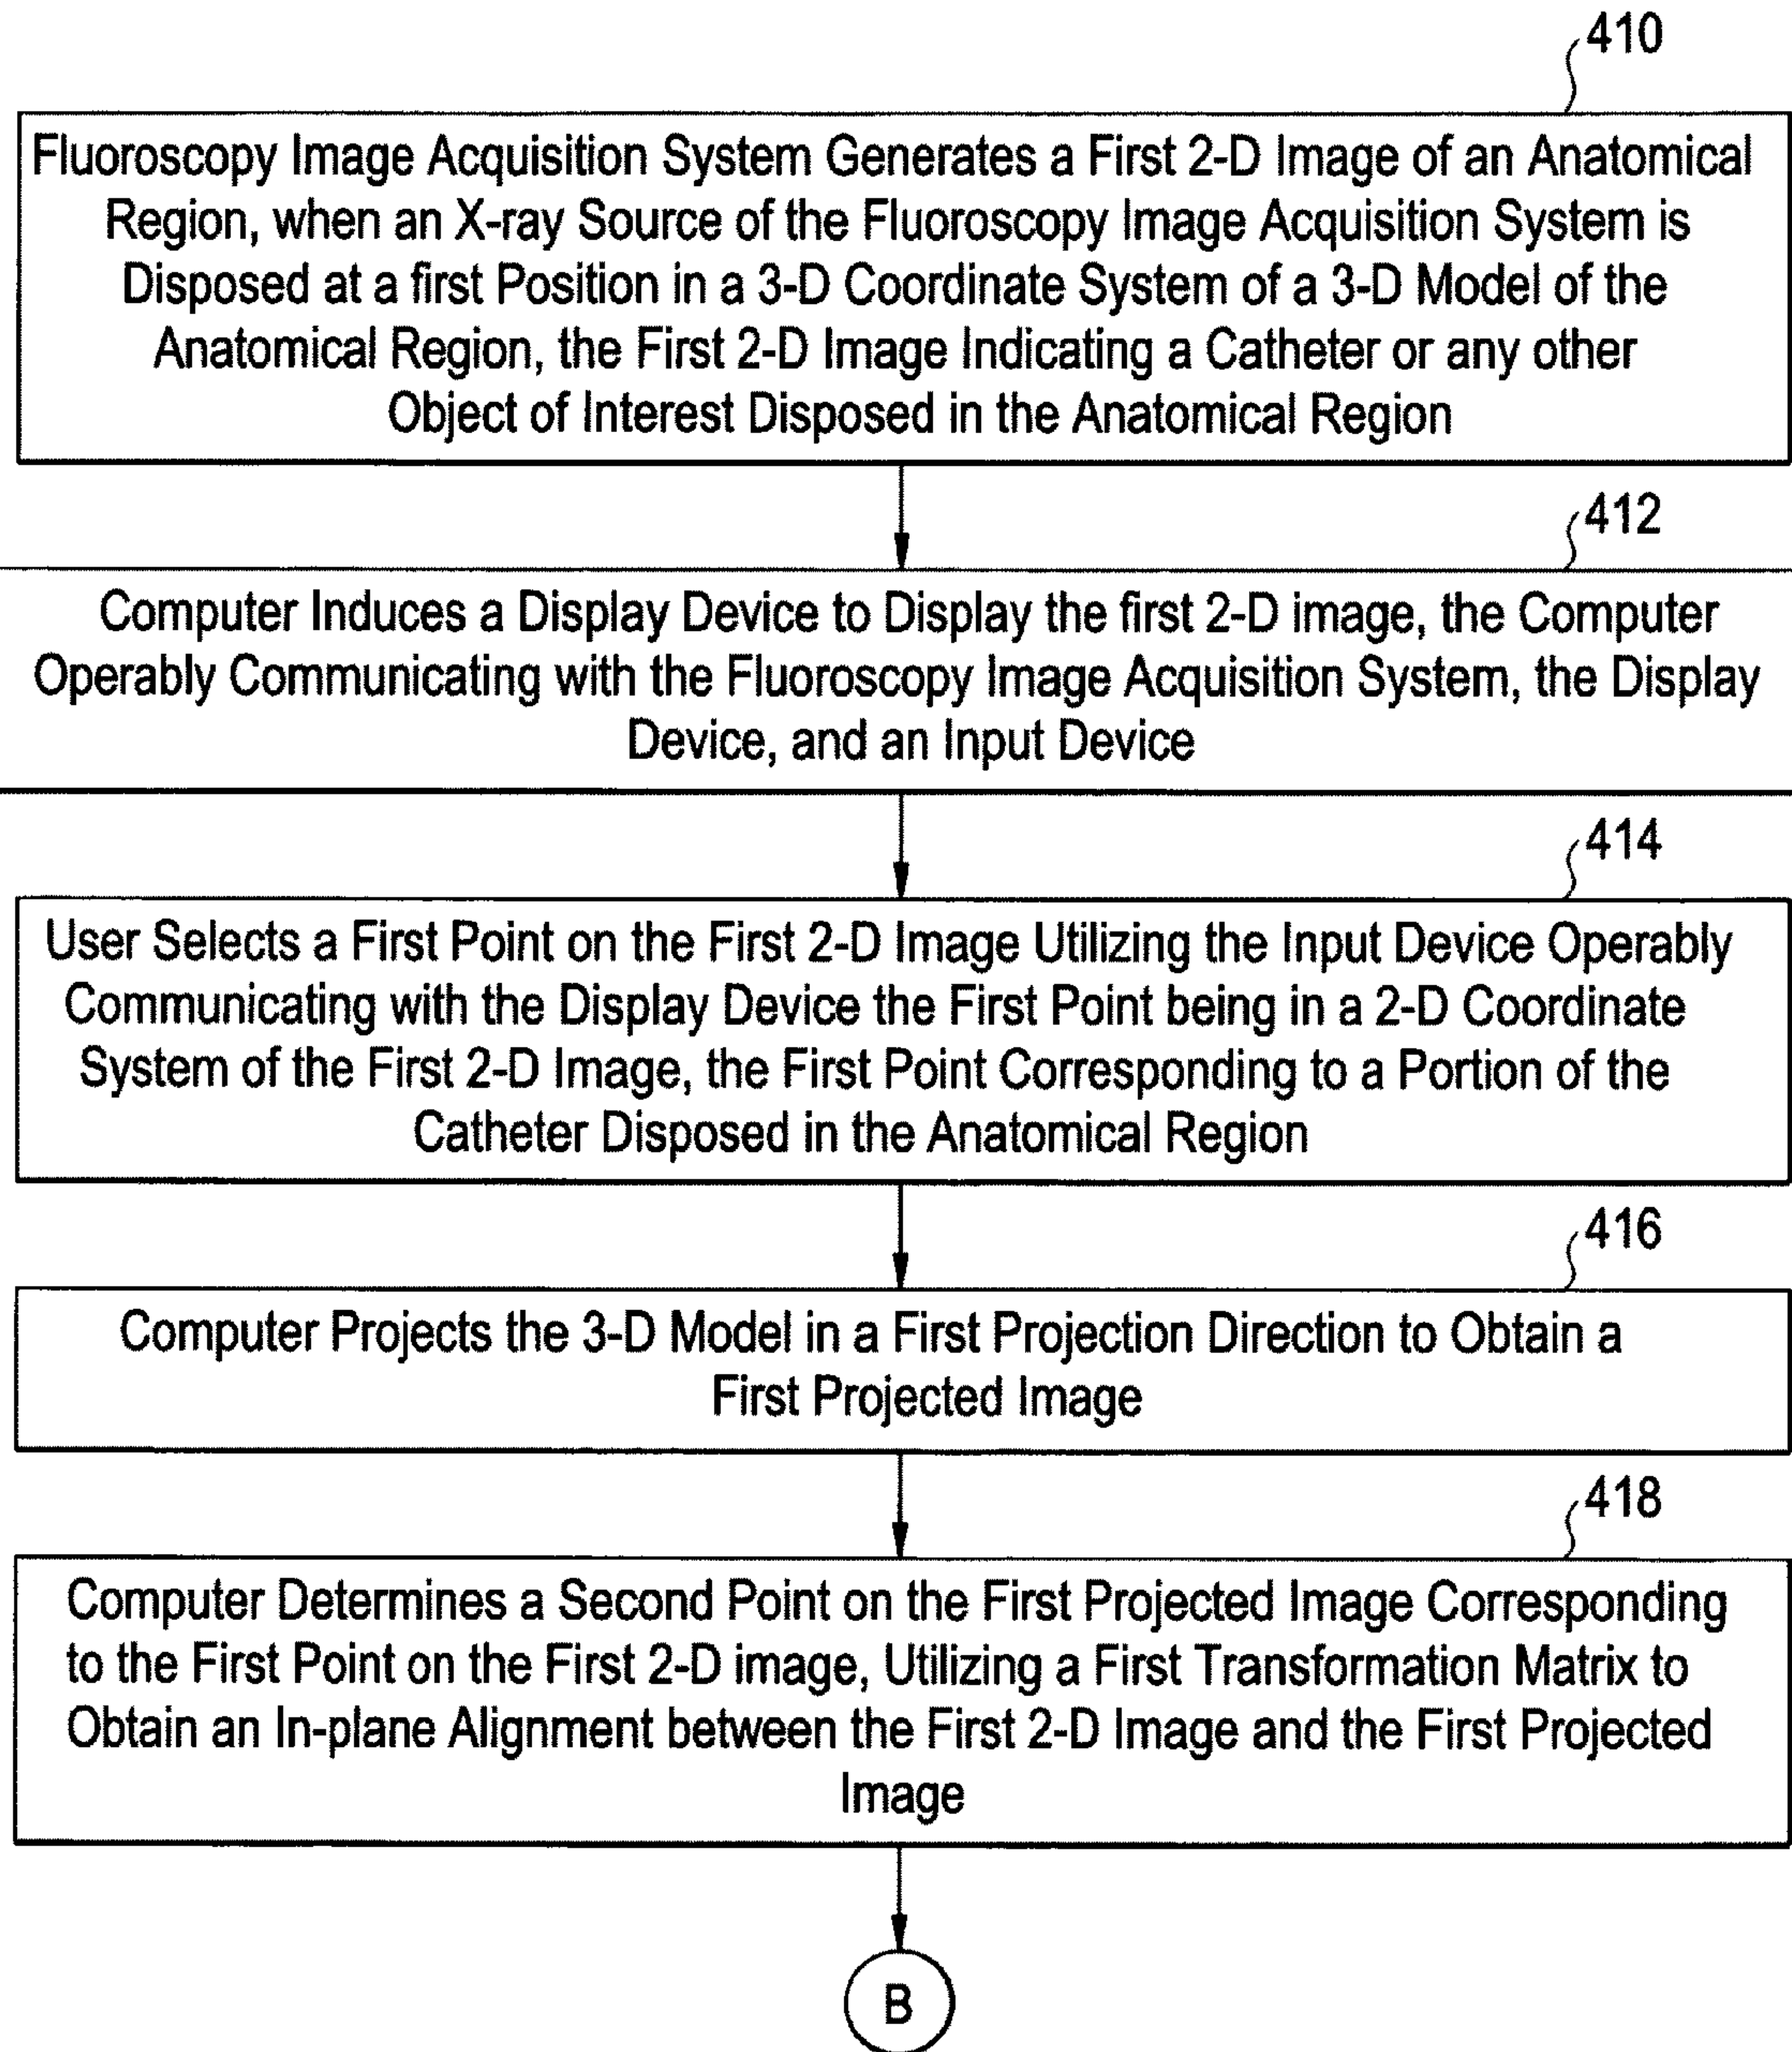 410
Fluoroscopy Image Acquisition System Generates a First 2-D Image of an Anatomical
Region, when an X-ray Source of the Fluoroscopy Image Acquisition System is
Disposed at a first Position in a 3-D Coordinate System of a 3-D Model of the
Anatomical Region, the First 2-D Image Indicating a Catheter or any other
Object of Interest Disposed in the Anatomical Region
412
Computer Induces a Display Device to Display the first 2-D image, the Computer
Operably Communicating with the Fluoroscopy Image Acquisition System, the Display
Device, and an Input Device
414
User Selects a First Point on the First 2-D Image Utilizing the Input Device Operably
Communicating with the Display Device the First Point being in a 2-D Coordinate
System of the First 2-D Image, the First Point Corresponding to a Portion of the
Catheter Disposed in the Anatomical Region
416
Computer Projects the 3-D Model in a First Projection Direction to Obtain a
First Projected Image
418
Computer Determines a Second Point on the First Projected Image Corresponding
to the First Point on the First 2-D image, Utilizing a First Transformation Matrix to
Obtain an In-plane Alignment between the First 2-D Image and the First Projected
Image
B